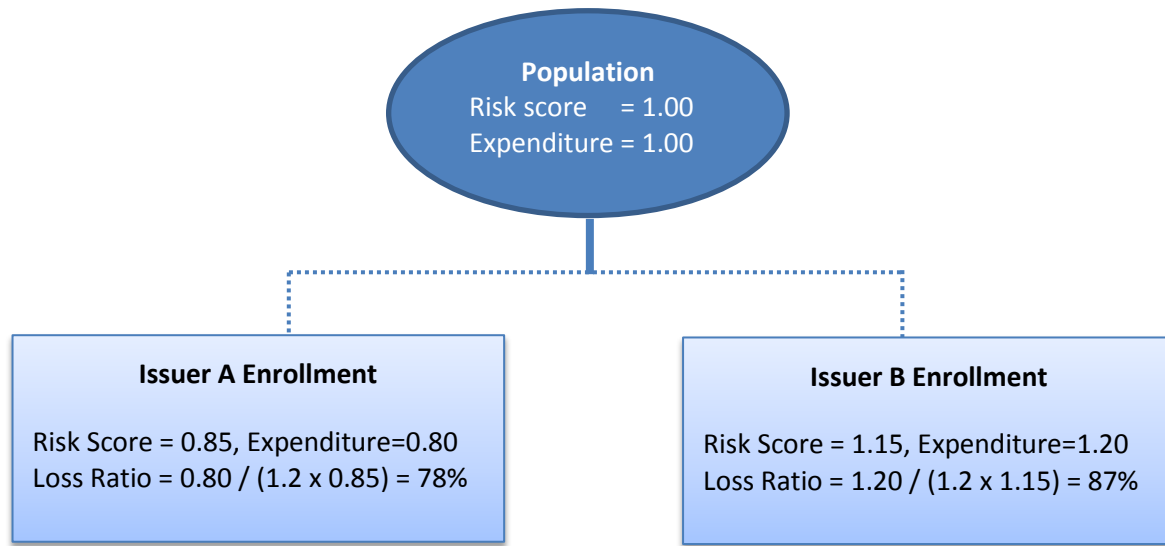 Population
Risk score = 1.00
Expenditure = 1.00
Issuer A Enrollment
Risk Score = 0.85, Expenditure=0.80
Loss Ratio = 0.80 / (1.2 x 0.85) = 78%
Issuer B Enrollment
Risk Score = 1.15, Expenditure=1.20
Loss Ratio = 1.20 / (1.2 x 1.15) = 87%